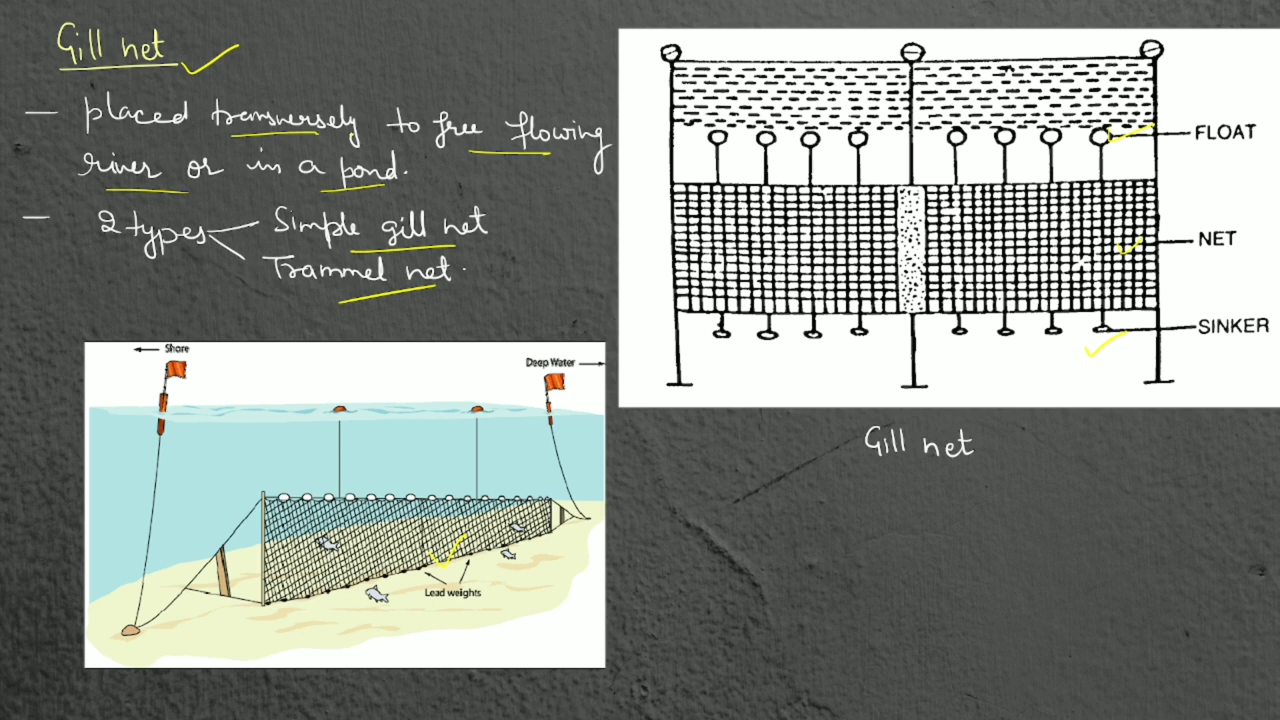 Gill net
— placed transversely to free flowing
river or in a pond.
— 2 types Simple gill net
Trammel net.
FLOAT
NET
SINKER
Gill net
← Shore
Deep Water →
Lead weights